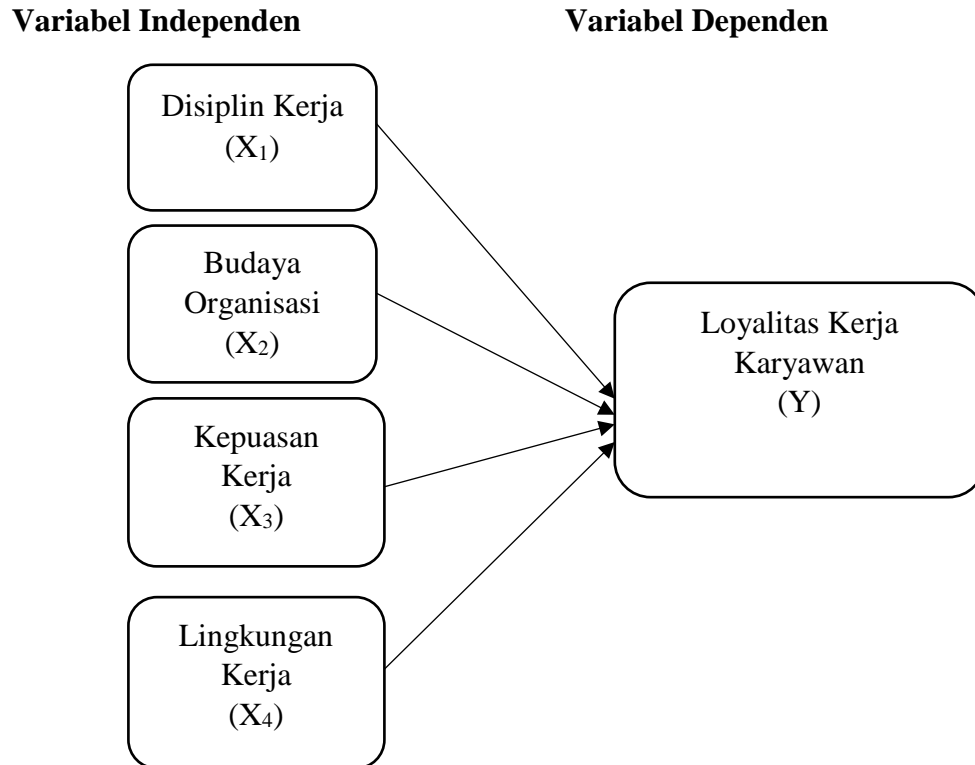 Variabel Independen
Variabel Dependen
Disiplin Kerja
(X₁)
Budaya
Organisasi
(X₂)
Kepuasan
Kerja
(X₃)
Lingkungan
Kerja
(X₄)
Loyalitas Kerja
Karyawan
(Y)